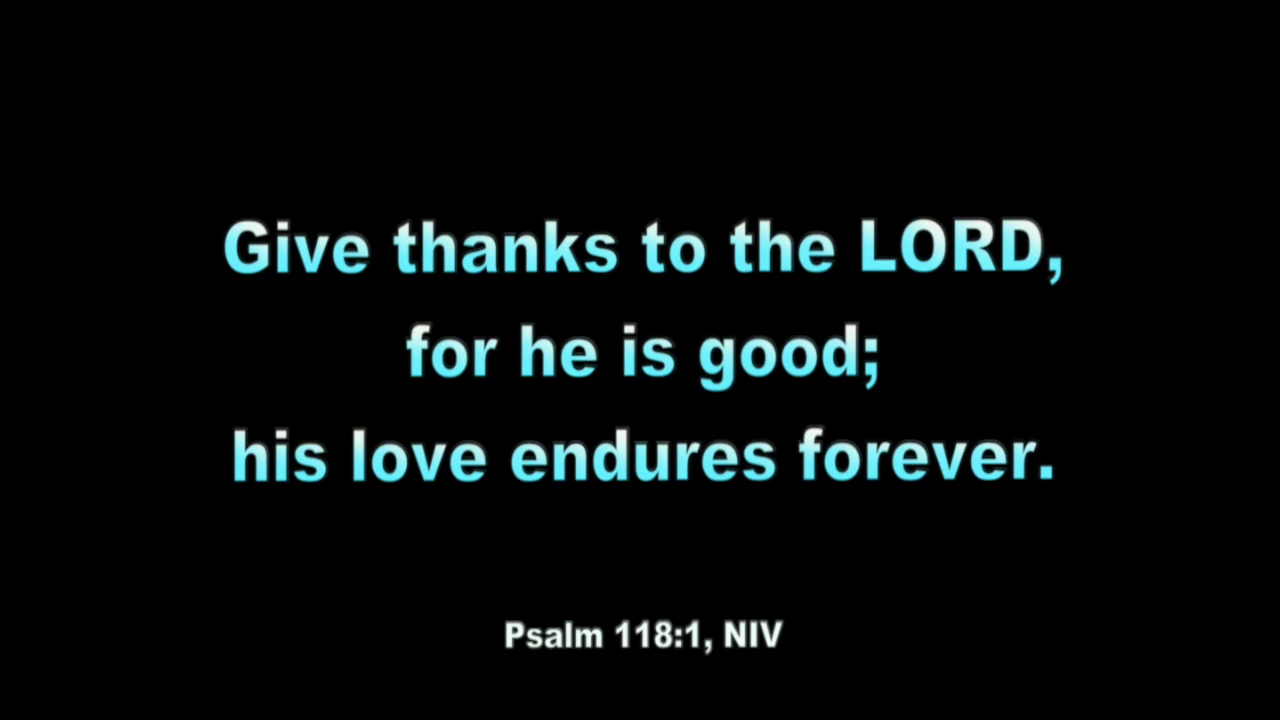 Give thanks to the LORD,
for he is good;
his love endures forever.
Psalm 118:1, NIV